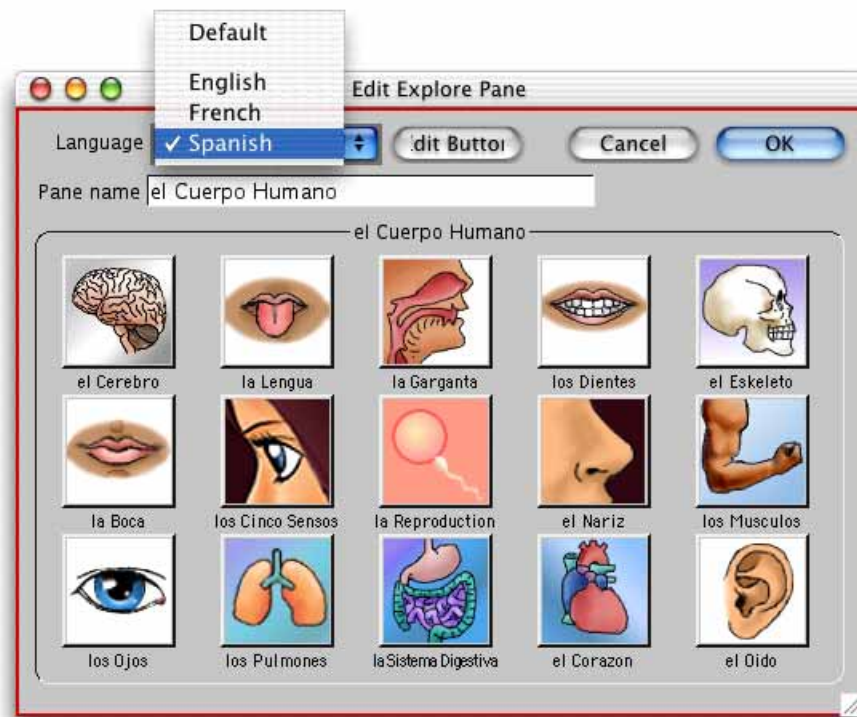 Default
English
French
✓ Spanish
Edit Explore Pane
Language
dit Button
Cancel
OK
Pane name el Cuerpo Humano
el Cuerpo Humano
el Cerebro
la Lengua
la Garganta
los Dientes
el Eskeleto
la Boca
los Cinco Sensos
la Reproduction
el Nariz
los Musculos
los Ojos
los Pulmones
la Sistema Digestiva
el Corazon
el Oido